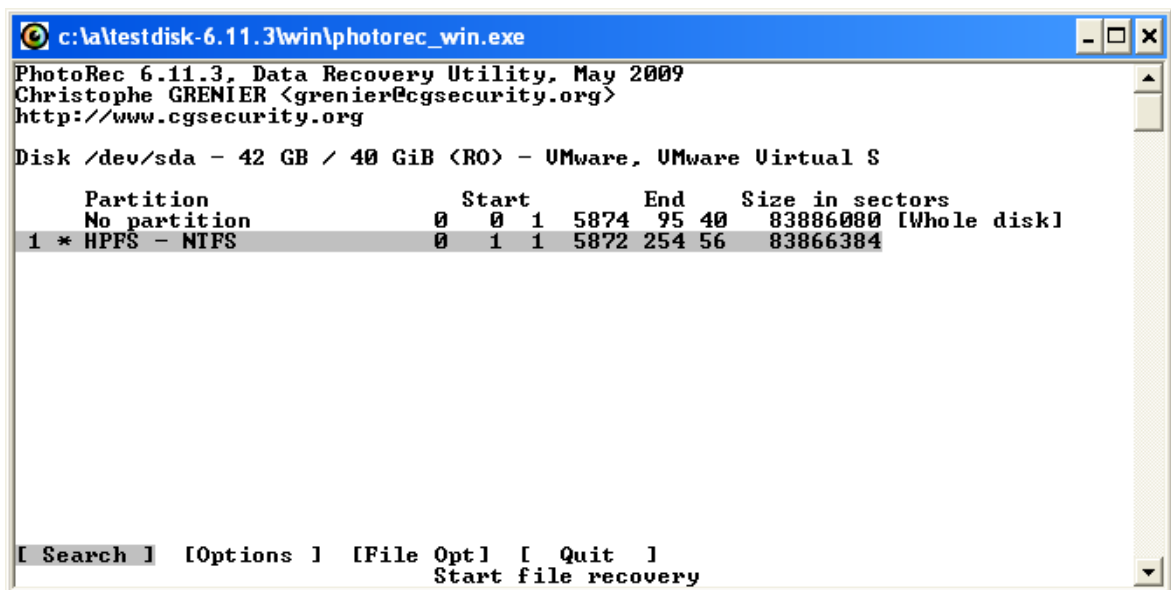 c:\a\testdisk-6.11.3\win\photorec_win.exe
PhotoRec 6.11.3, Data Recovery Utility, May 2009
Christophe GRENIER <grenier@cgsecurity.org>
http://www.cgsecurity.org
Disk /dev/sda - 42 GB / 40 GiB (RO) - VMware, VMware Virtual S
Partition Start End Size in sectors
No partition 0 0 1 5874 95 40 83886080 [Whole disk]
1 * HPFS - NTFS 0 1 1 5872 254 56 83866384
[ Search ] [Options ] [File Opt] [ Quit ]
Start file recovery